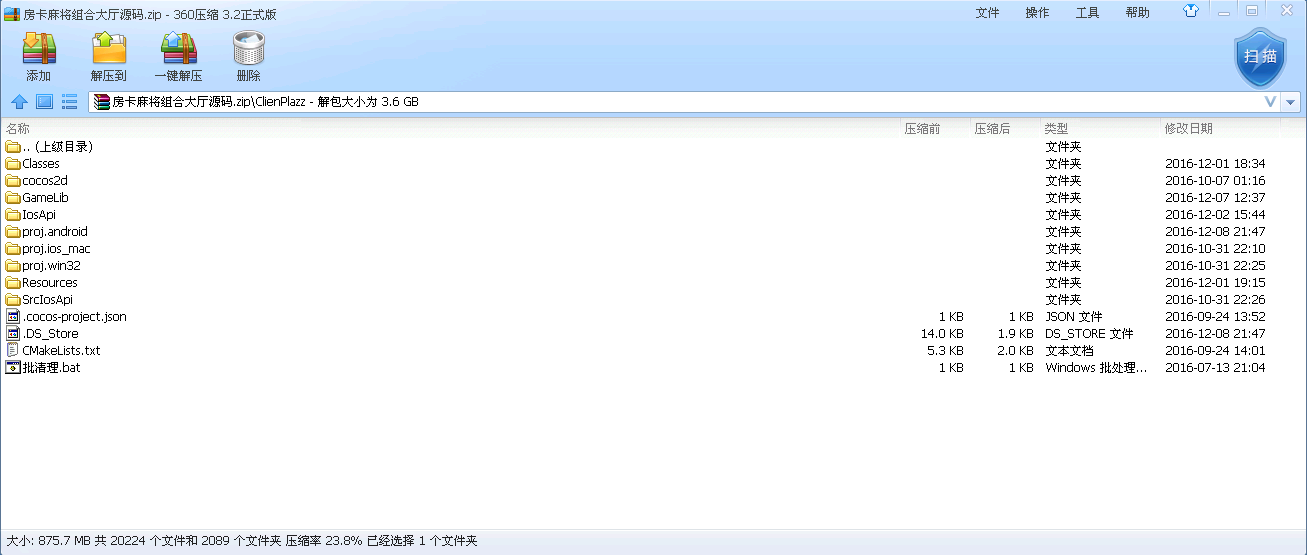 房卡麻将组合大厅源码.zip - 360压缩 3.2正式版 文件 操作 工具 帮助
添加 解压到 一键解压 删除 扫描
房卡麻将组合大厅源码.zip\ClienPlazz - 解包大小为 3.6 GB
名称 压缩前 压缩后 类型 修改日期
.. (上级目录) 文件夹
Classes 文件夹 2016-12-01 18:34
cocos2d 文件夹 2016-10-07 01:16
GameLib 文件夹 2016-12-07 12:37
IosApi 文件夹 2016-12-02 15:44
proj.android 文件夹 2016-12-08 21:47
proj.ios_mac 文件夹 2016-10-31 22:10
proj.win32 文件夹 2016-10-31 22:25
Resources 文件夹 2016-12-01 19:15
SrcIosApi 文件夹 2016-10-31 22:26
.cocos-project.json 1 KB 1 KB JSON 文件 2016-09-24 13:52
.DS_Store 14.0 KB 1.9 KB DS_STORE 文件 2016-12-08 21:47
CMakeLists.txt 5.3 KB 2.0 KB 文本文档 2016-09-24 14:01
批清理.bat 1 KB 1 KB Windows 批处理... 2016-07-13 21:04
大小: 875.7 MB 共 20224 个文件和 2089 个文件夹 压缩率 23.8% 已经选择 1 个文件夹